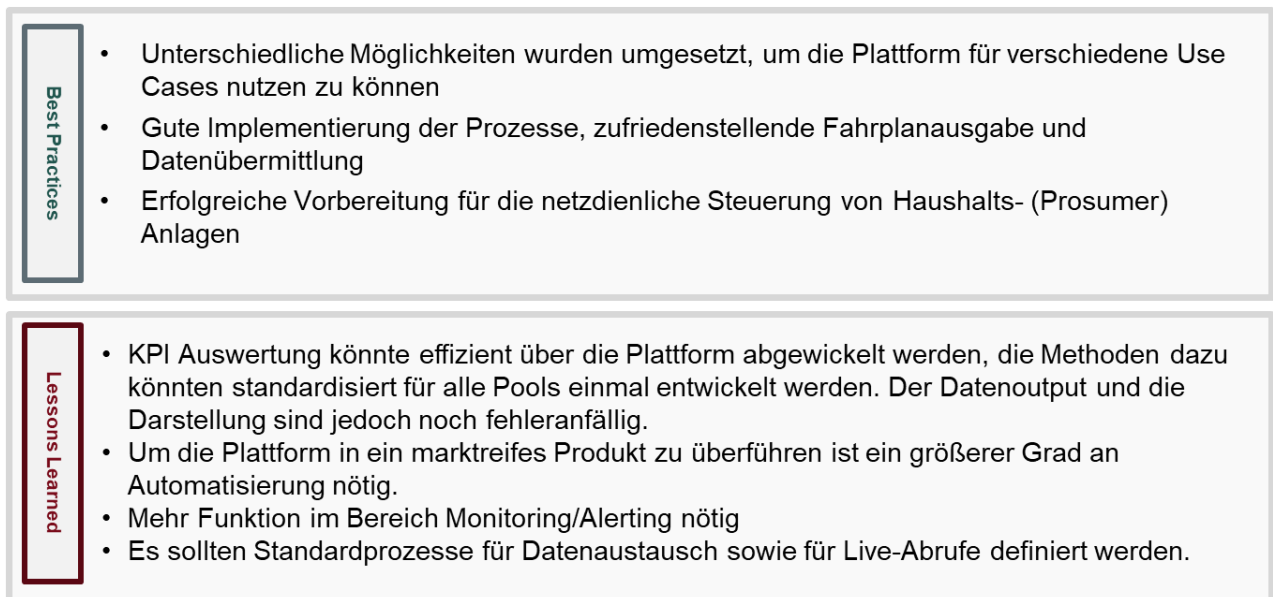 Best Practices
• Unterschiedliche Möglichkeiten wurden umgesetzt, um die Plattform für verschiedene Use
Cases nutzen zu können
• Gute Implementierung der Prozesse, zufriedenstellende Fahrplanausgabe und
Datenübermittlung
• Erfolgreiche Vorbereitung für die netzdienliche Steuerung von Haushalts- (Prosumer)
Anlagen
Lessons Learned
• KPI Auswertung könnte effizient über die Plattform abgewickelt werden, die Methoden dazu
könnten standardisiert für alle Pools einmal entwickelt werden. Der Datenoutput und die
Darstellung sind jedoch noch fehleranfällig.
• Um die Plattform in ein marktreifes Produkt zu überführen ist ein größerer Grad an
Automatisierung nötig.
• Mehr Funktion im Bereich Monitoring/Alerting nötig
• Es sollten Standardprozesse für Datenaustausch sowie für Live-Abrufe definiert werden.